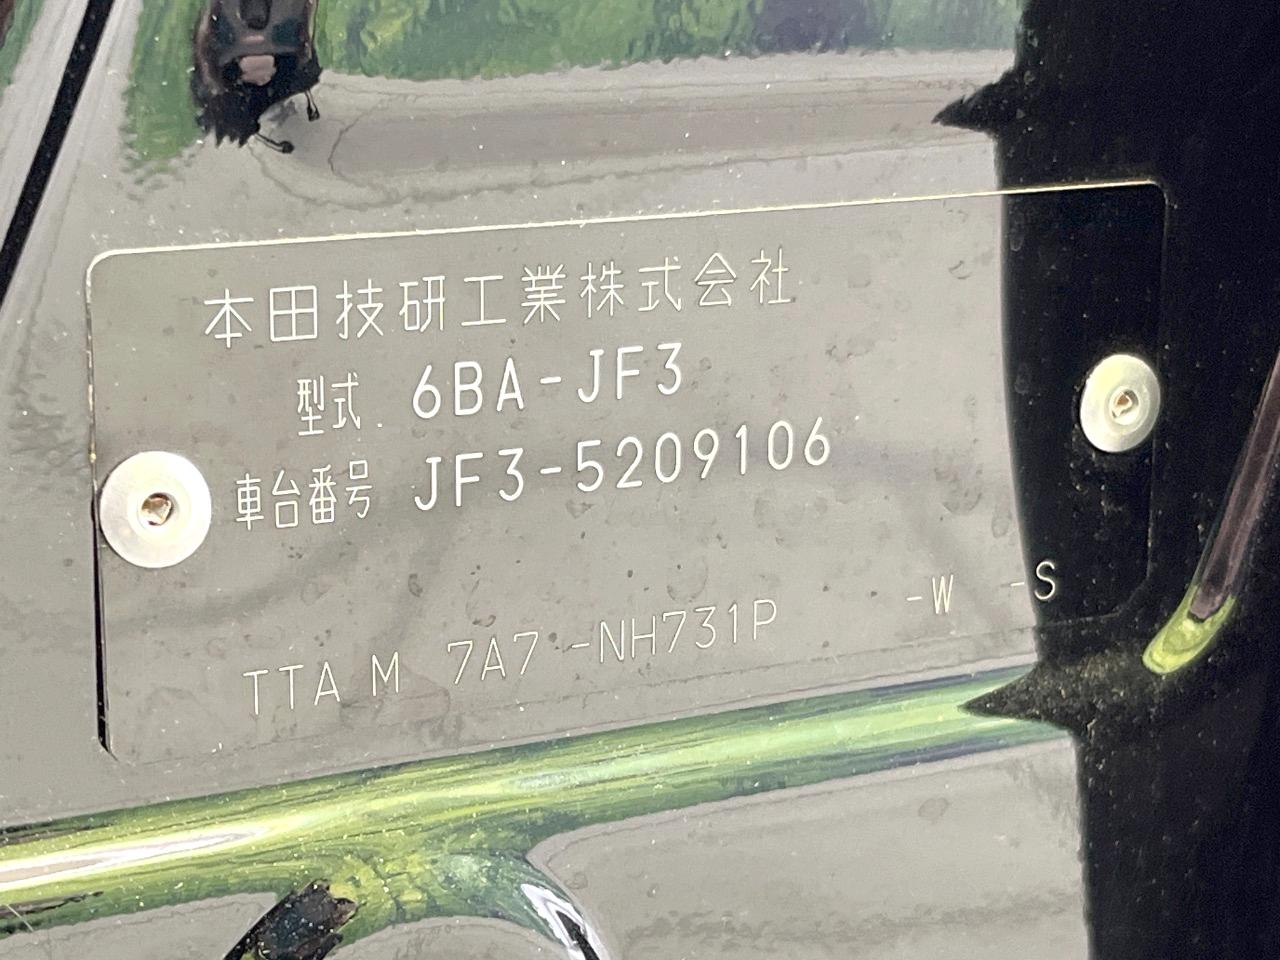 本田技研工業株式会社
型式 6BA-JF3
車台番号 JF3-5209106
TTA M 7A7 -NH731P -W -S